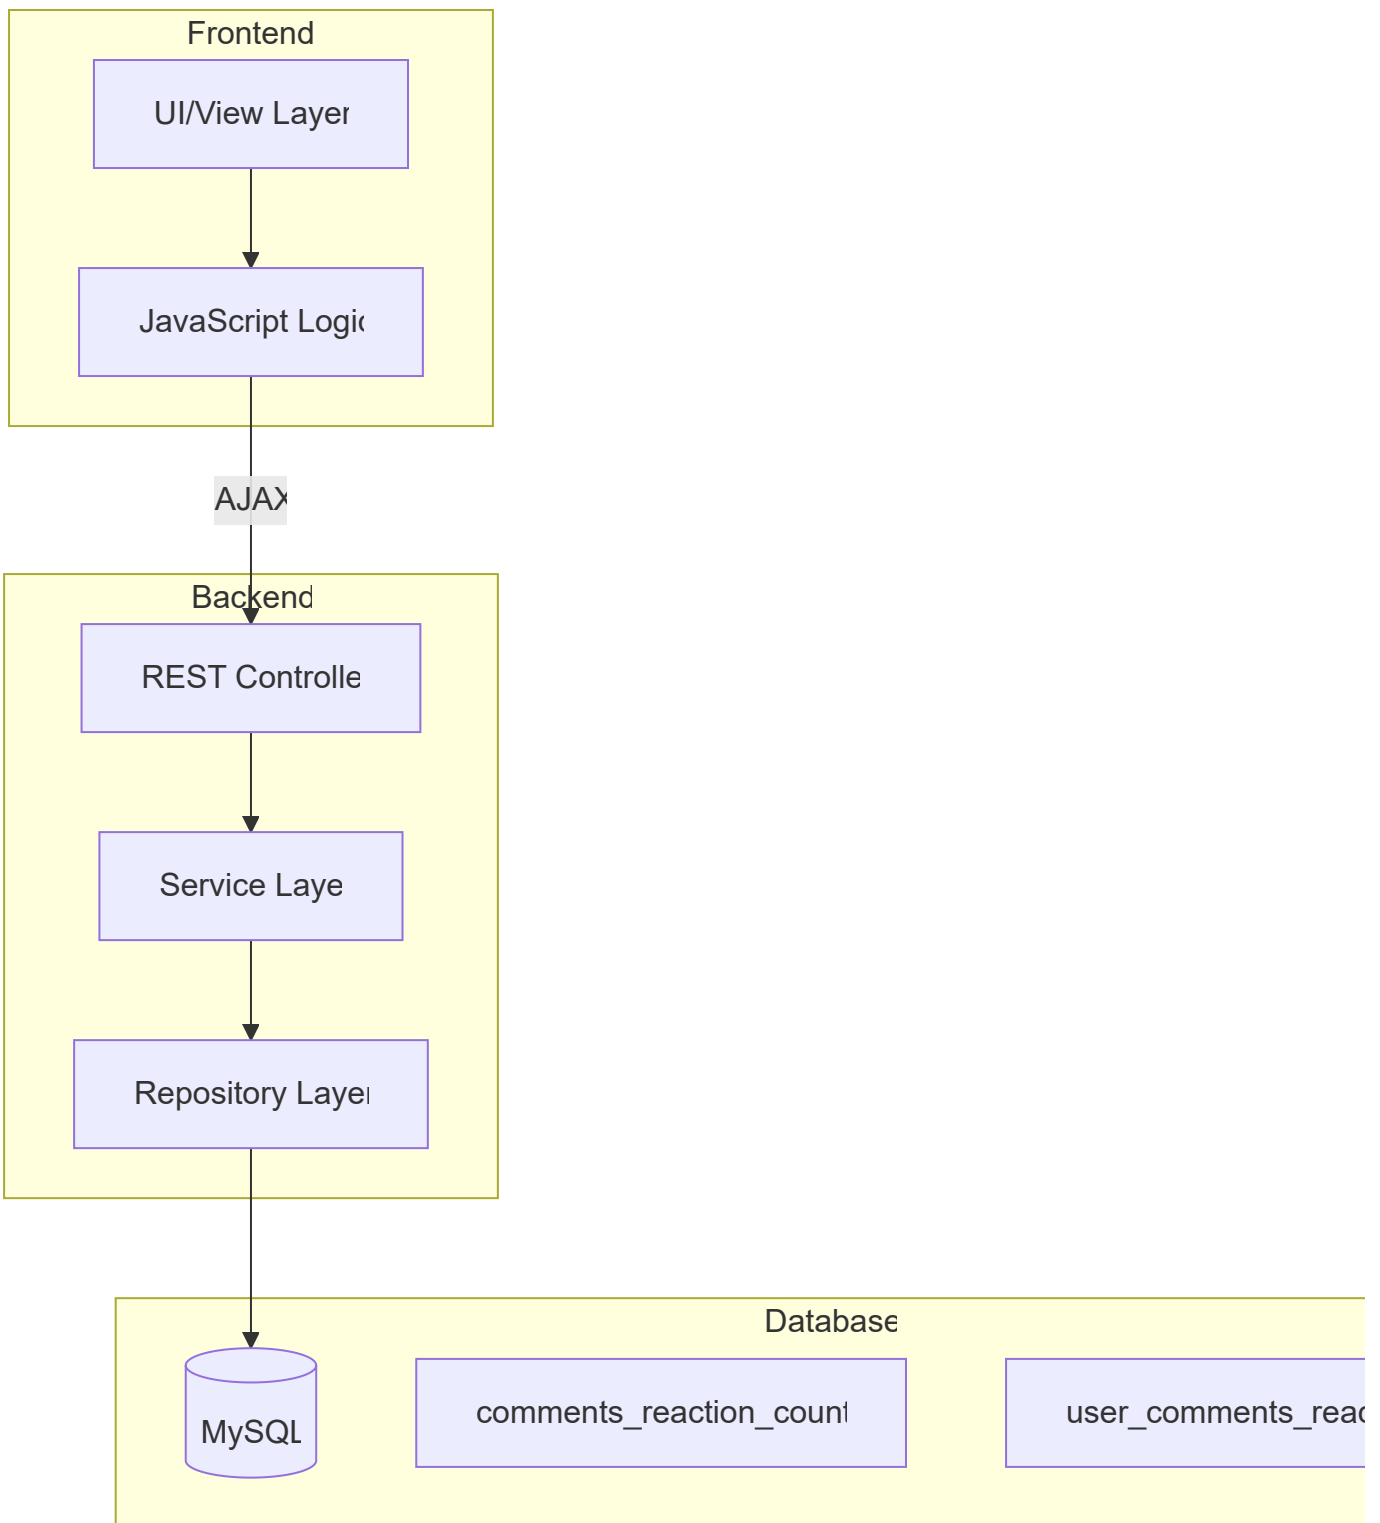 Frontend
UI/View Layer
JavaScript Logic
AJAX
Backend
REST Controlle
Service Laye
Repository Layer
Database
MySQL
comments_reaction_count
user_comments_reac